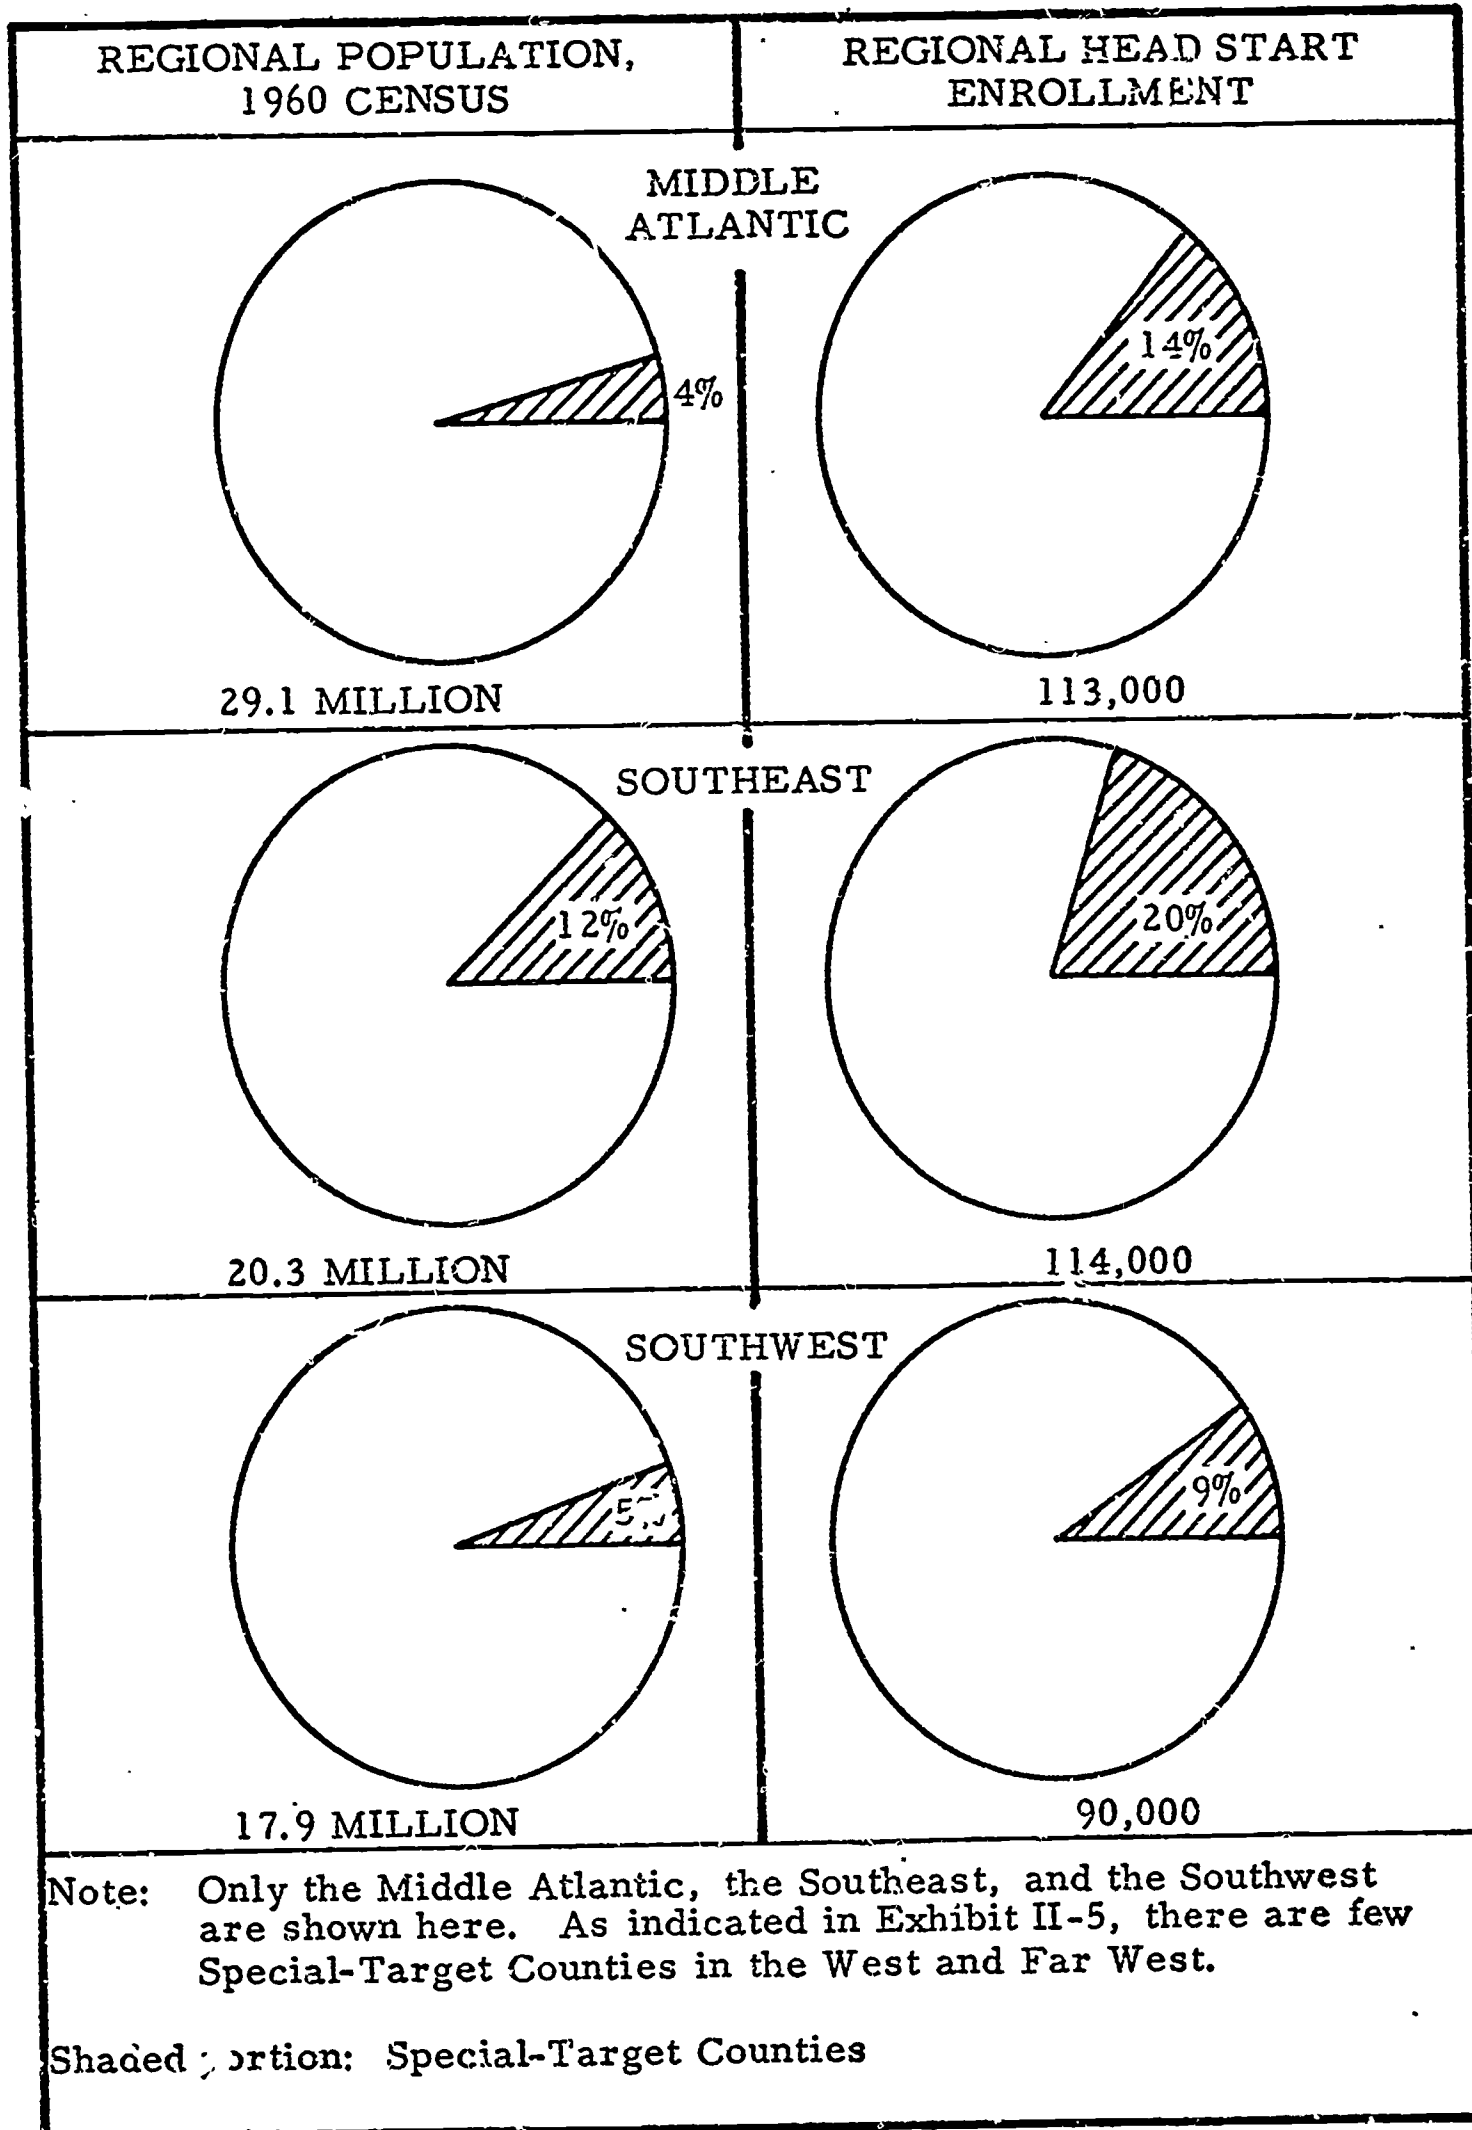 REGIONAL POPULATION,
1960 CENSUS
REGIONAL HEAD START
ENROLLMENT
MIDDLE
ATLANTIC
4%
14%
29.1 MILLION
113,000
SOUTHEAST
12%
20%
20.3 MILLION
114,000
SOUTHWEST
9%
17.9 MILLION
90,000
Note: Only the Middle Atlantic, the Southeast, and the Southwest
are shown here. As indicated in Exhibit II-5, there are few
Special-Target Counties in the West and Far West.
Shaded Special-Target Counties